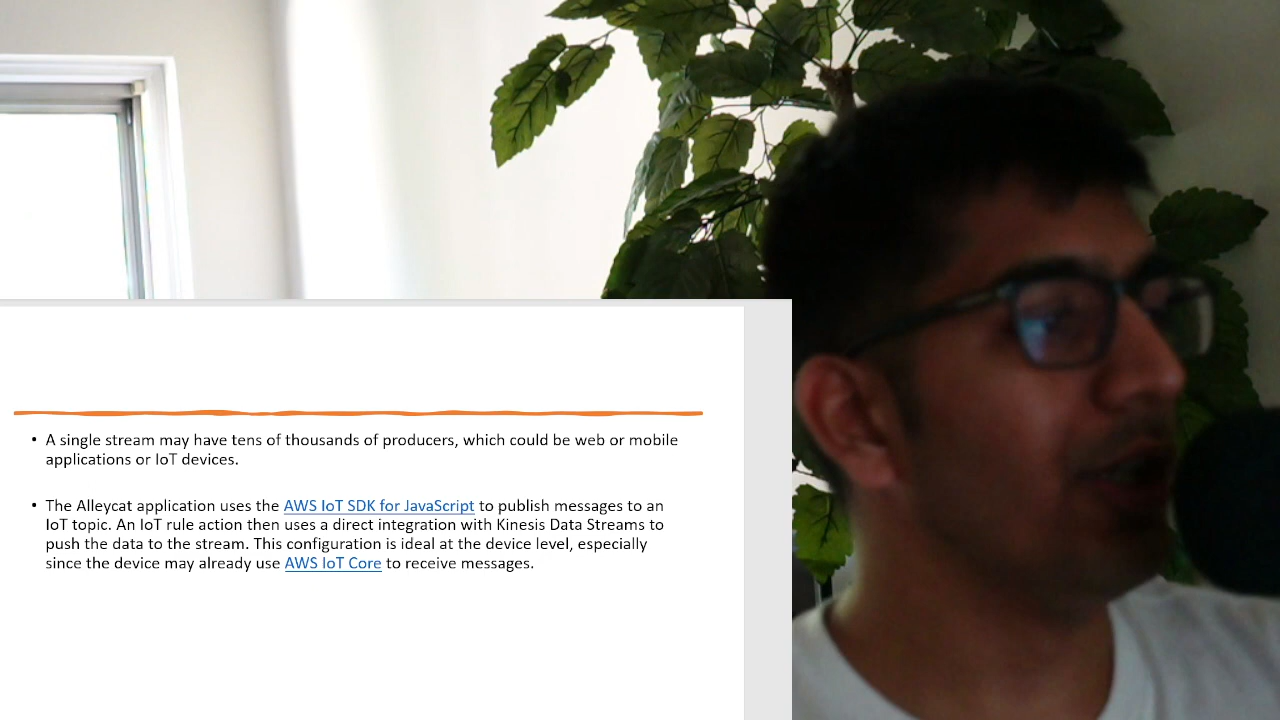 • A single stream may have tens of thousands of producers, which could be web or mobile
applications or IoT devices.
• The Alleycat application uses the AWS IoT SDK for JavaScript to publish messages to an
IoT topic. An IoT rule action then uses a direct integration with Kinesis Data Streams to
push the data to the stream. This configuration is ideal at the device level, especially
since the device may already use AWS IoT Core to receive messages.